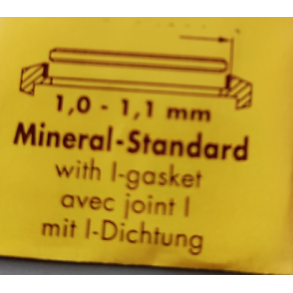 1,0 - 1,1 mm
Mineral-Standard
with I-gasket
avec joint I
mit I-Dichtung